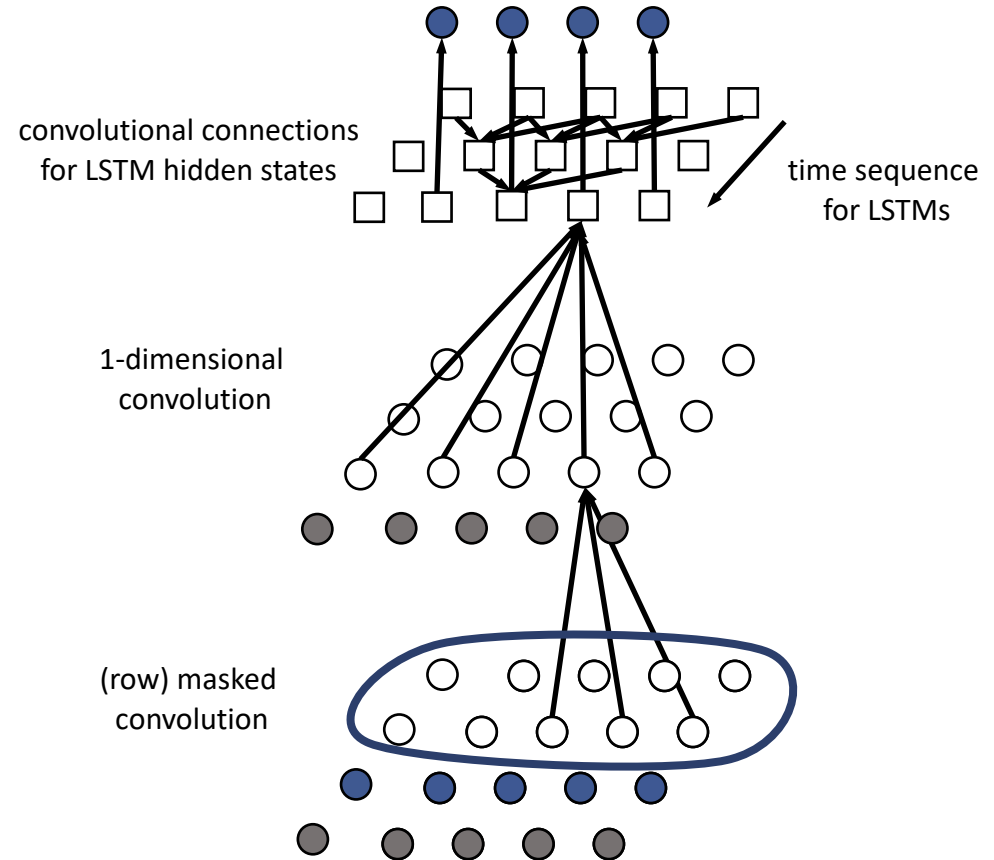 convolutional connections
for LSTM hidden states
time sequence
for LSTMs
1-dimensional
convolution
(row) masked
convolution